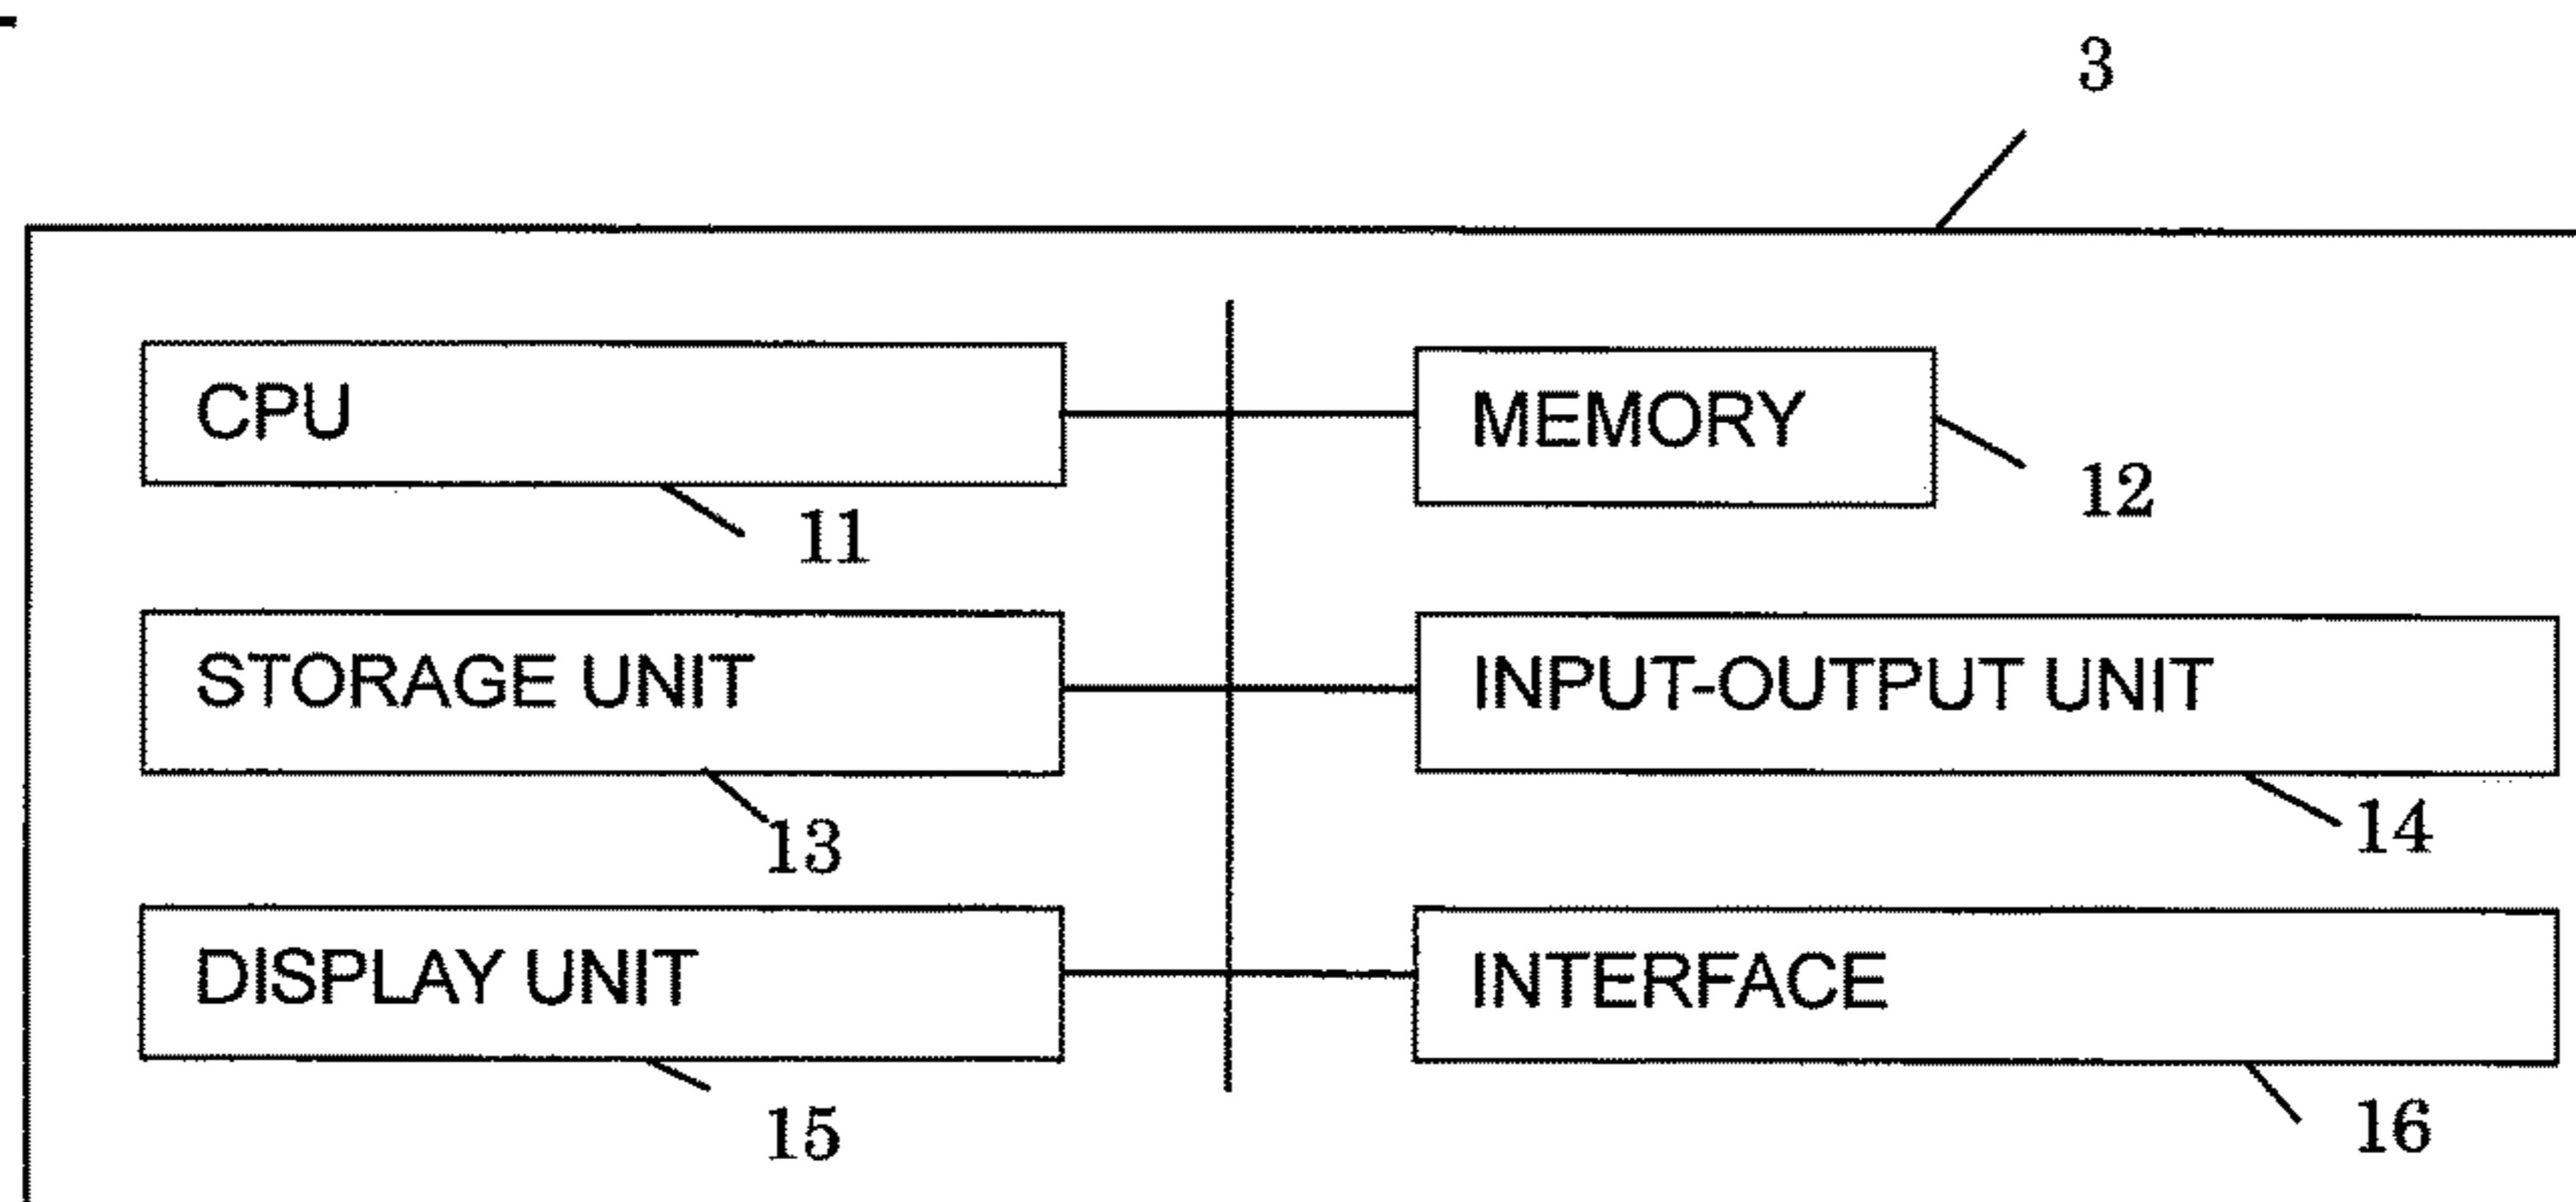 3
CPU
MEMORY
11
12
STORAGE UNIT
INPUT-OUTPUT UNIT
13
14
DISPLAY UNIT
INTERFACE
15
16